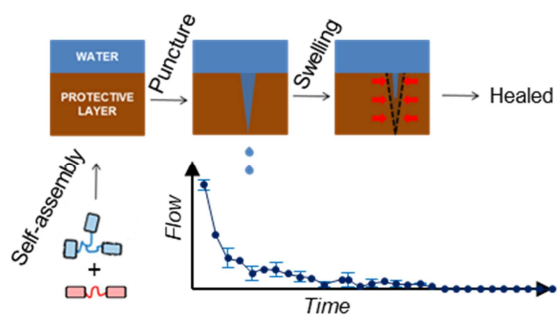 WATER
PROTECTIVE
LAYER
Puncture
Swelling
Healed
Self-assembly
+
Flow
Time